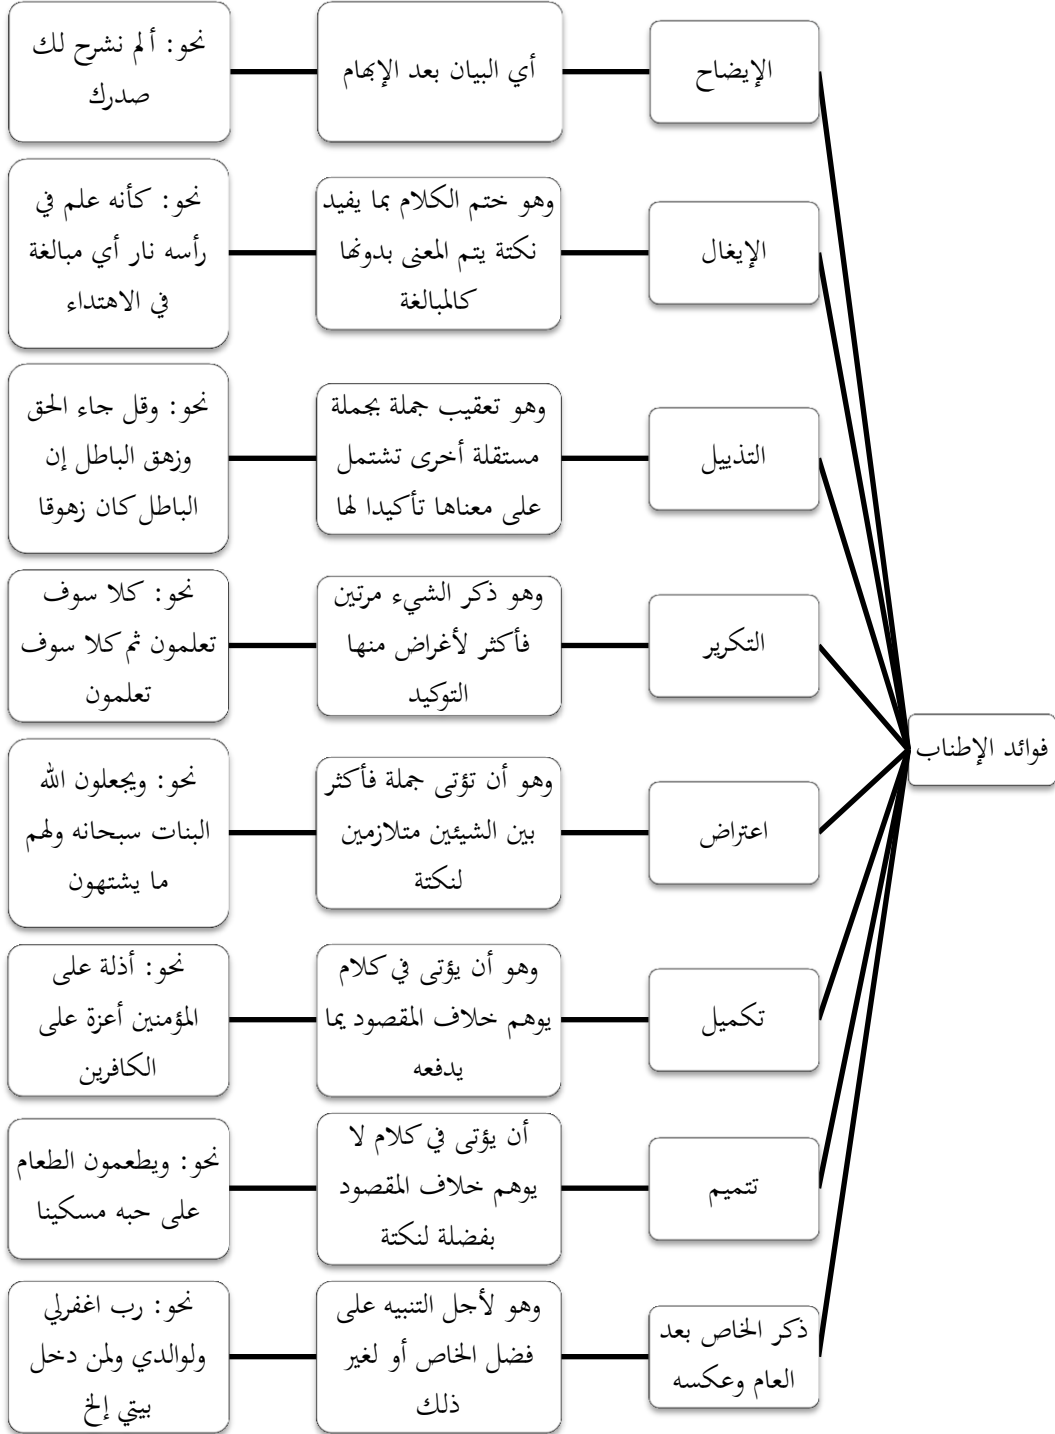 فوائد الإطناب
الإيضاح
أي البيان بعد الإبهام
نحو: ألم نشرح لك
صدرك
الإيغال
وهو ختم الكلام بما يفيد
نكتة يتم المعنى بدونها
كالمبالغة
نحو: كأنه علم في
رأسه نار أي مبالغة
في الاهتداء
التذييل
وهو تعقيب جملة بجملة
مستقلة أخرى تشتمل
على معناها تأكيدا لها
نحو: وقل جاء الحق
وزهق الباطل إن
الباطل كان زهوقا
التكرير
وهو ذكر الشيء مرتين
فأكثر لأغراض منها
التوكيد
نحو: كلا سوف
تعلمون ثم كلا سوف
تعلمون
اعتراض
وهو أن تؤتى جملة فأكثر
بين الشيئين متلازمين
لنكتة
نحو: ويجعلون الله
البنات سبحانه ولهم
ما يشتهون
تكميل
وهو أن يؤتى في كلام
يوهم خلاف المقصود بما
يدفعه
نحو: أذلة على
المؤمنين أعزة على
الكافرين
تتميم
أن يؤتى في كلام لا
يوهم خلاف المقصود
بفضلة لنكتة
نحو: ويطعمون الطعام
على حبه مسكينا
ذكر الخاص بعد
العام وعكسه
وهو لأجل التنبيه على
فضل الخاص أو لغير
ذلك
نحو: رب اغفرلي
ولوالدي ولمن دخل
بيتي إلخ